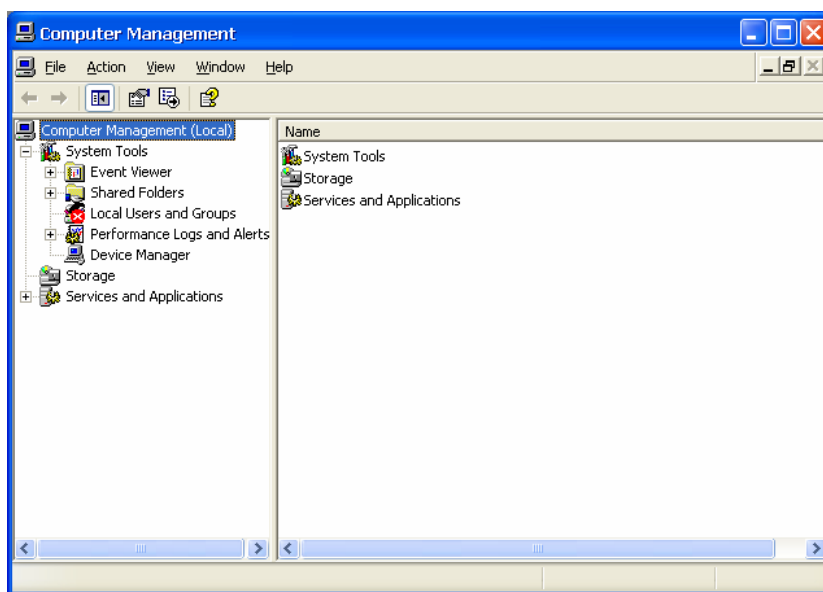 Computer Management
File Action View Window Help
Computer Management (Local)
System Tools
Event Viewer
Shared Folders
Local Users and Groups
Performance Logs and Alerts
Device Manager
Storage
Services and Applications
Name
System Tools
Storage
Services and Applications